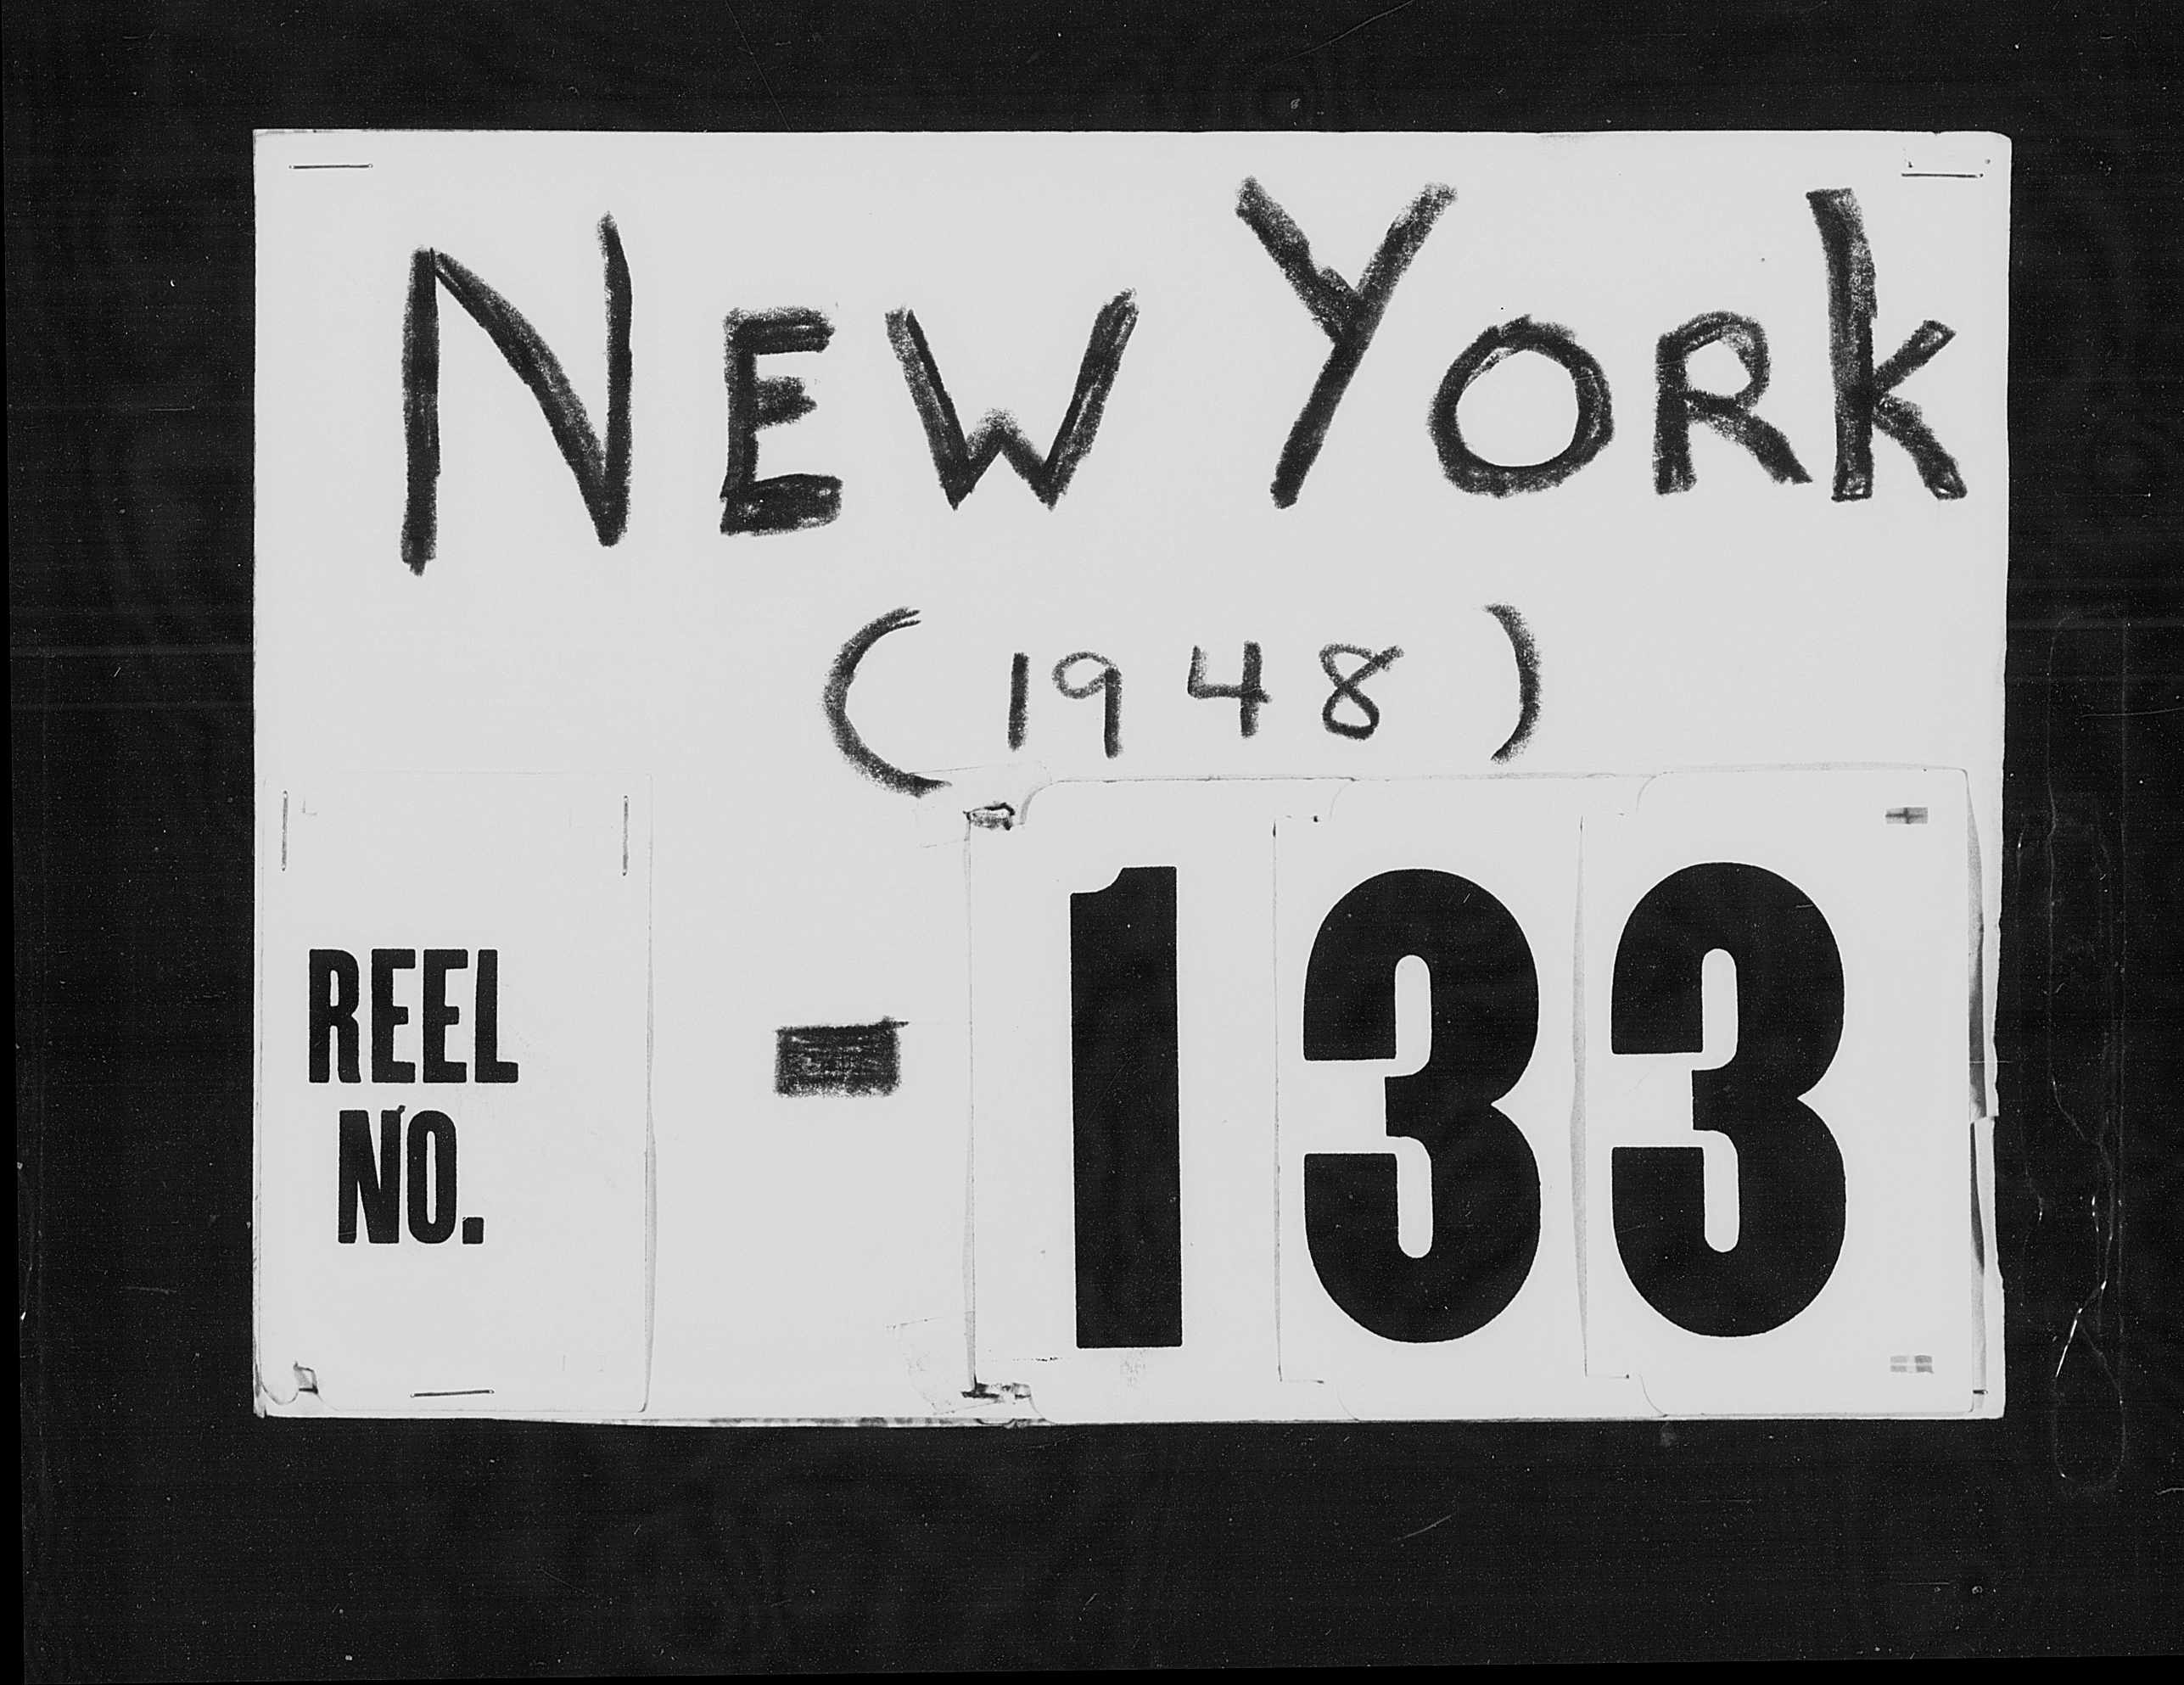 NEW YORK
(1948)
REEL
NO. - 133